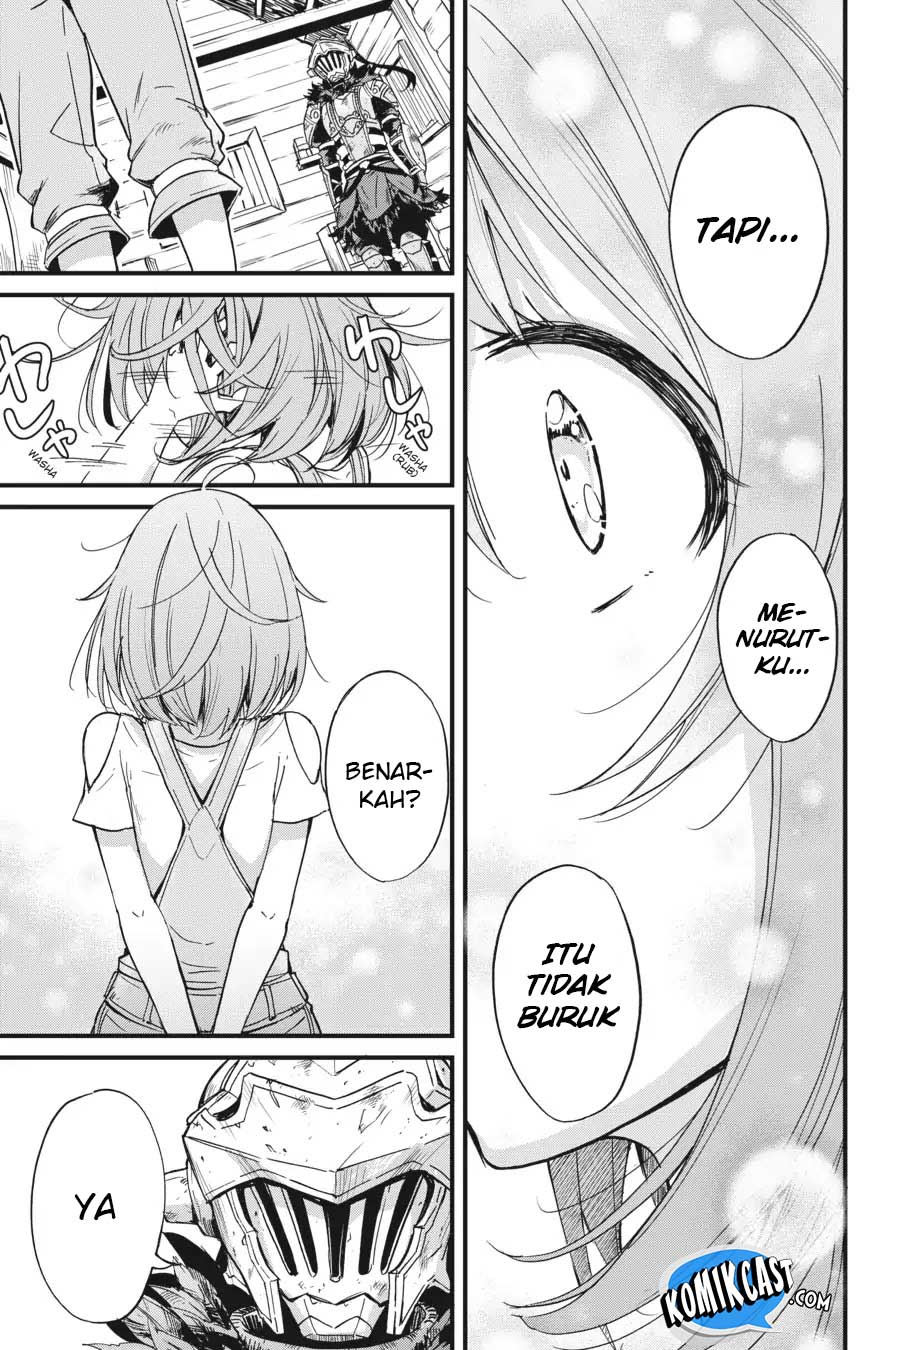 TAPI...
ME-
NURUT-
KU...
ITU
TIDAK
BURUK
わしゃ
WASHA
(RUB)
わしゃ
WASHA
BENAR-
KAH?
YA
KOMIKCAST
.COM